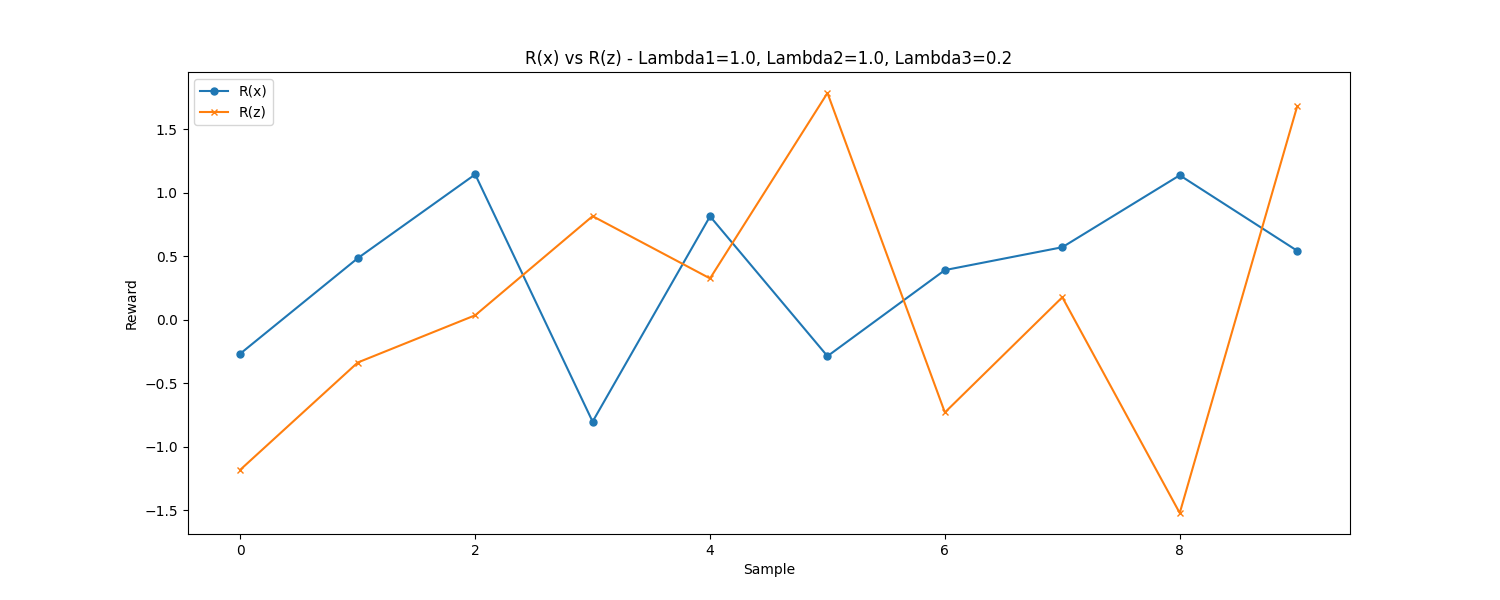 R(x) vs R(z) - Lambda1=1.0, Lambda2=1.0, Lambda3=0.2
R(x)
R(z)
1.5
1.0
0.5
0.0
−0.5
−1.0
−1.5
Reward
0 2 4 6 8
Sample